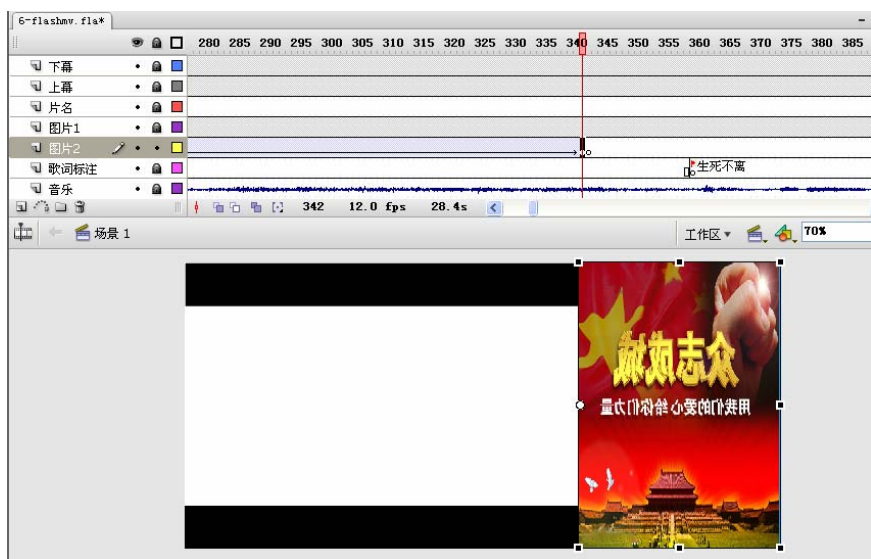 6-flashmv.fla*
280 285 290 295 300 305 310 315 320 325 330 335 340 345 350 355 360 365 370 375 380 385
下幕
上幕
片名
图片1
图片2
歌词标注
生死不离
音乐
342 12.0 fps 28.4s
场景 1
工作区
70%
众志成城
用我们的爱心给你们力量